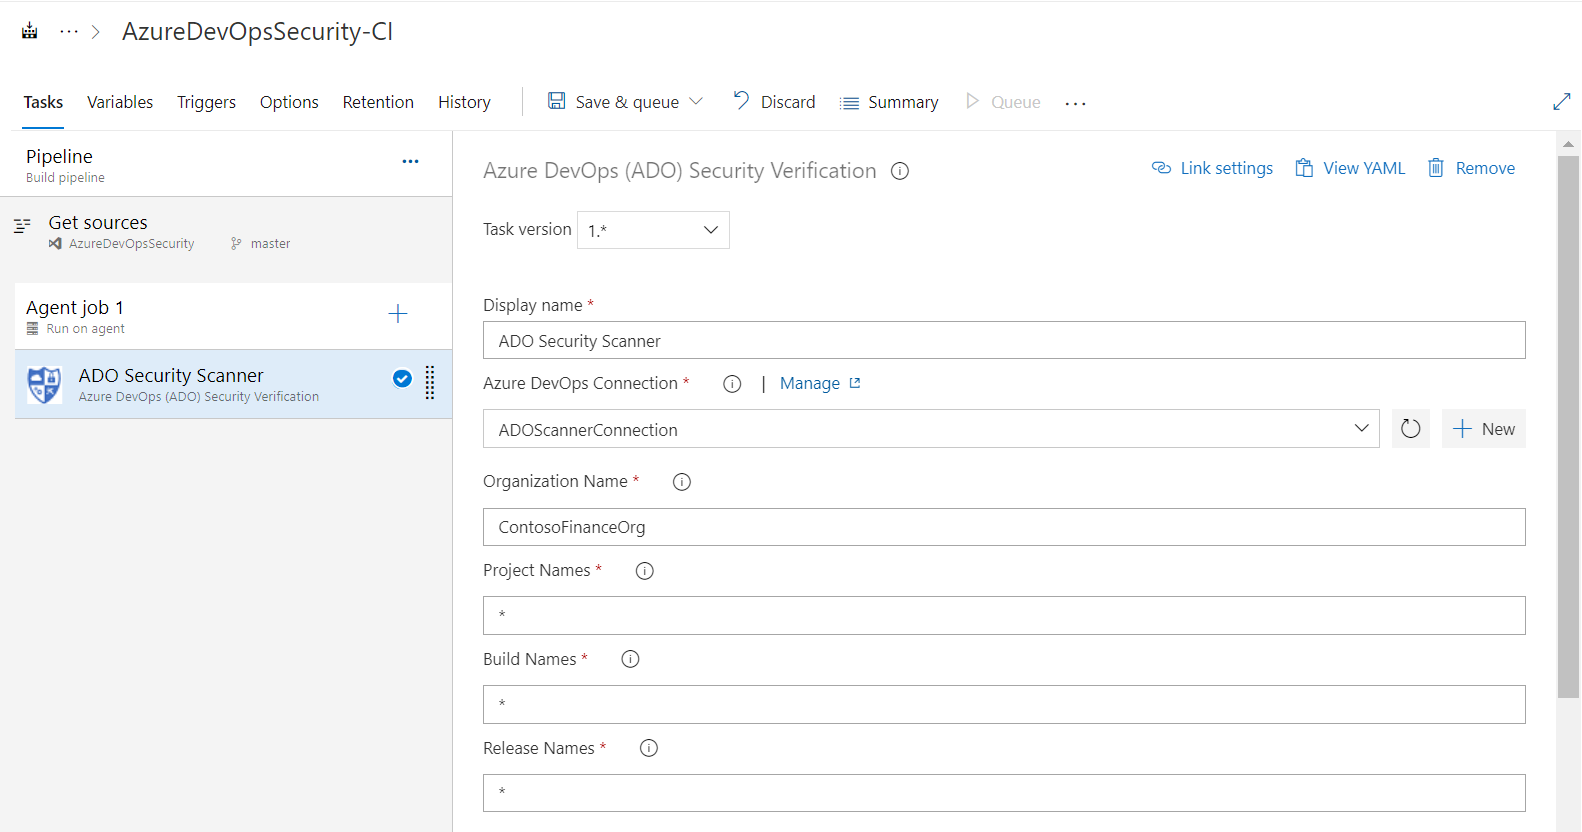 ... > AzureDevOpsSecurity-CI
Tasks Variables Triggers Options Retention History Save & queue Discard Summary Queue ...
Pipeline ...
Build pipeline
Get sources
AzureDevOpsSecurity master
Agent job 1 +
Run on agent
ADO Security Scanner
Azure DevOps (ADO) Security Verification
Azure DevOps (ADO) Security Verification Link settings View YAML Remove
Task version 1.*
Display name *
ADO Security Scanner
Azure DevOps Connection * | Manage
ADOScannerConnection + New
Organization Name *
ContosoFinanceOrg
Project Names *
*
Build Names *
*
Release Names *
*